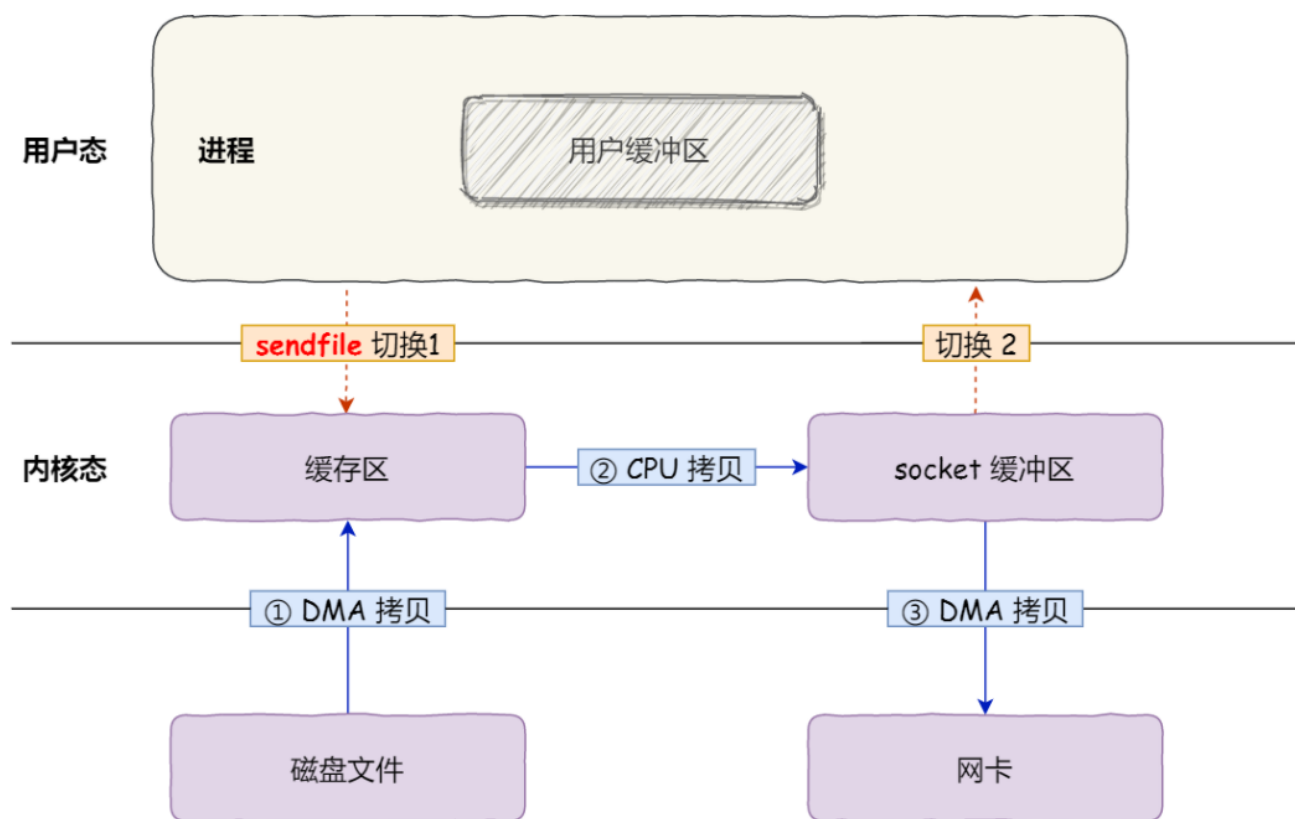 用户态
进程
用户缓冲区
sendfile 切换1
切换 2
内核态
缓存区
② CPU 拷贝
socket 缓冲区
① DMA 拷贝
③ DMA 拷贝
磁盘文件
网卡